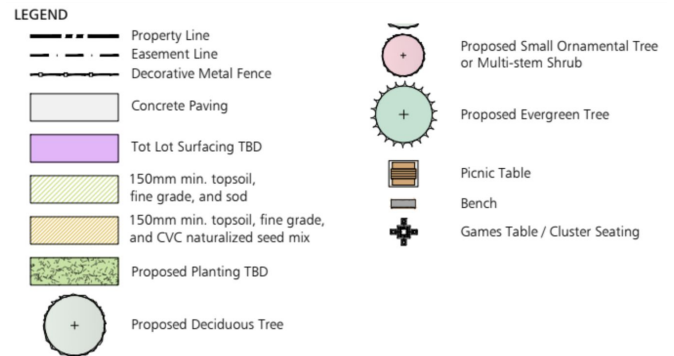 LEGEND
Property Line
Easement Line
Decorative Metal Fence
Concrete Paving
Tot Lot Surfacing TBD
150mm min. topsoil,
fine grade, and sod
150mm min. topsoil, fine grade,
and CVC naturalized seed mix
Proposed Planting TBD
Proposed Deciduous Tree
Proposed Small Ornamental Tree
or Multi-stem Shrub
Proposed Evergreen Tree
Picnic Table
Bench
Games Table / Cluster Seating